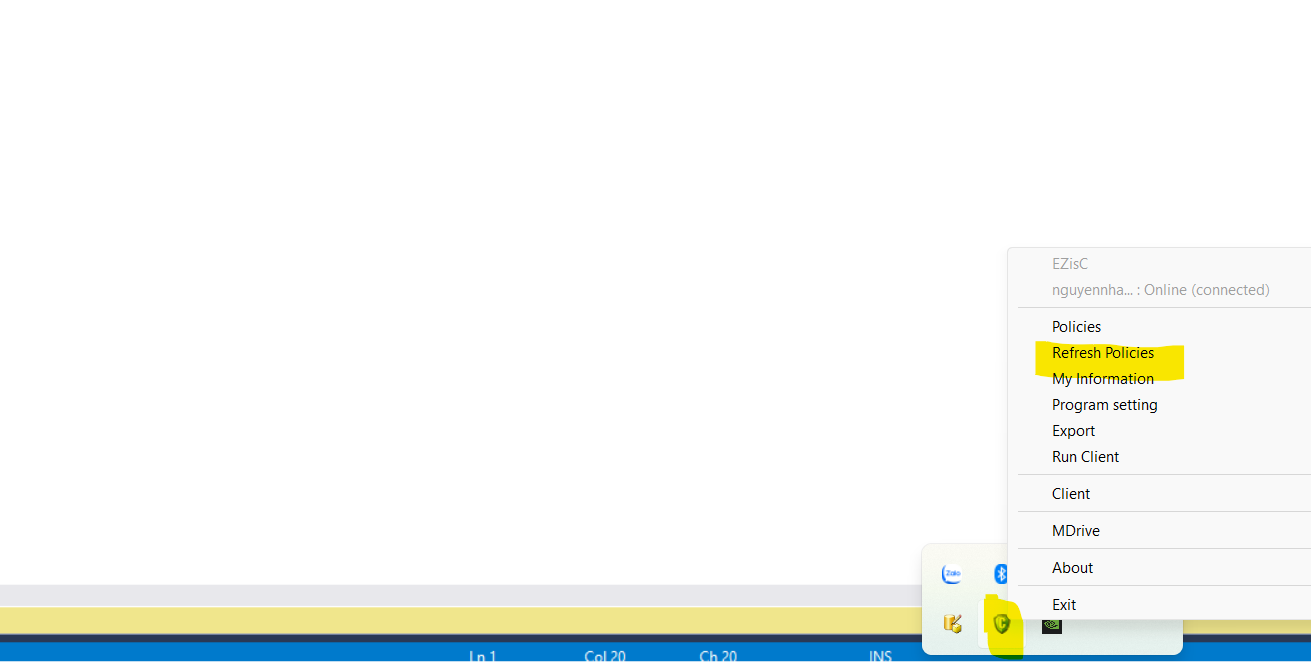 EZisC
nguyennha... : Online (connected)
Policies
Refresh Policies
My Information
Program setting
Export
Run Client
Client
MDrive
About
Exit
Zalo
Ln 1 Col 20 Ch 20 INS